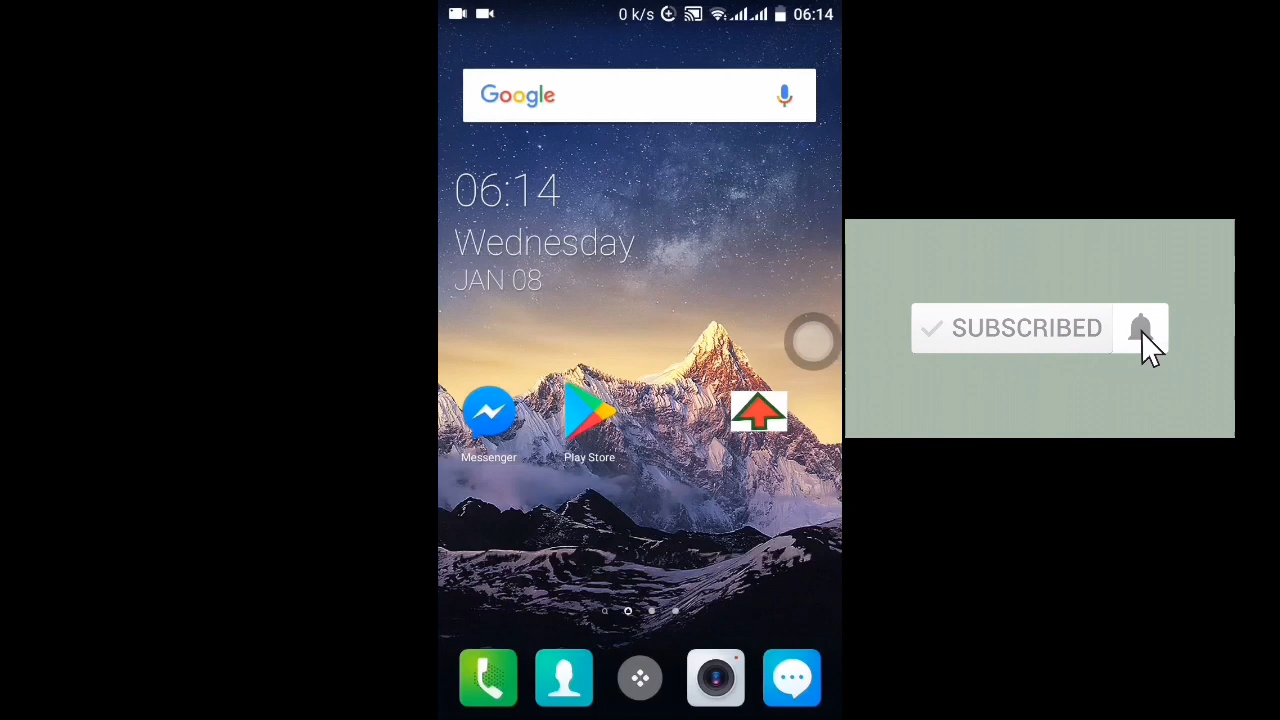 0 k/s
06:14
Google
06:14
Wednesday
JAN 08
SUBSCRIBED
Messenger
Play Store